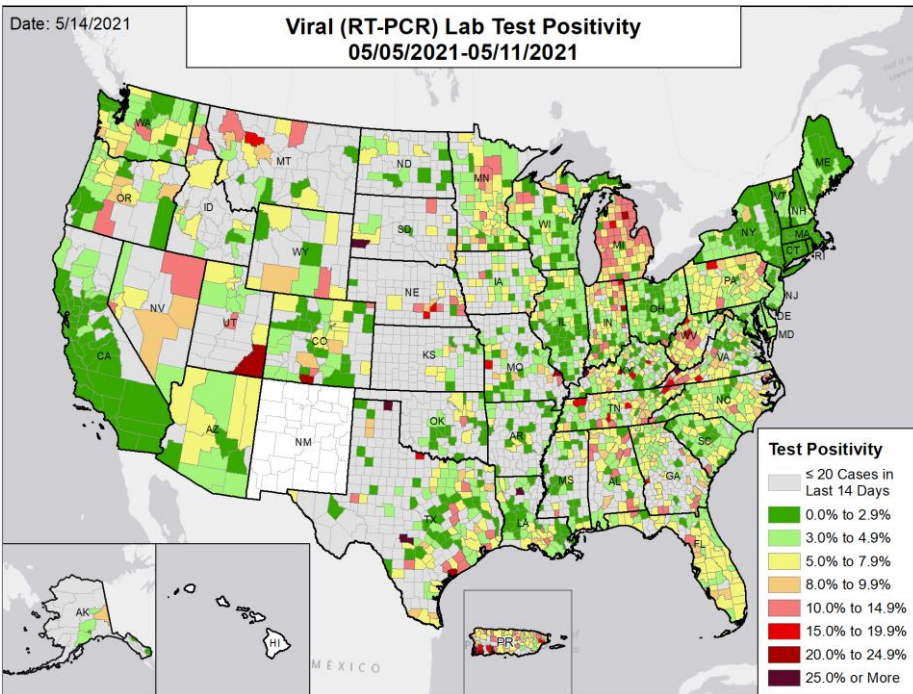 Date: 5/14/2021
Viral (RT-PCR) Lab Test Positivity
05/05/2021-05/11/2021
WA
MT
ND
MN
ME
OR
ID
WY
SD
WI
MI
NY
VT
NH
MA
CT
RI
NV
UT
CO
NE
IA
IL
IN
OH
PA
NJ
DE
MD
CA
KS
MO
KY
WV
VA
AZ
NM
OK
AR
TN
NC
SC
TX
LA
MS
AL
GA
FL
AK
HI
PR
MÉXICO
Test Positivity
≤ 20 Cases in
Last 14 Days
0.0% to 2.9%
3.0% to 4.9%
5.0% to 7.9%
8.0% to 9.9%
10.0% to 14.9%
15.0% to 19.9%
20.0% to 24.9%
25.0% or More